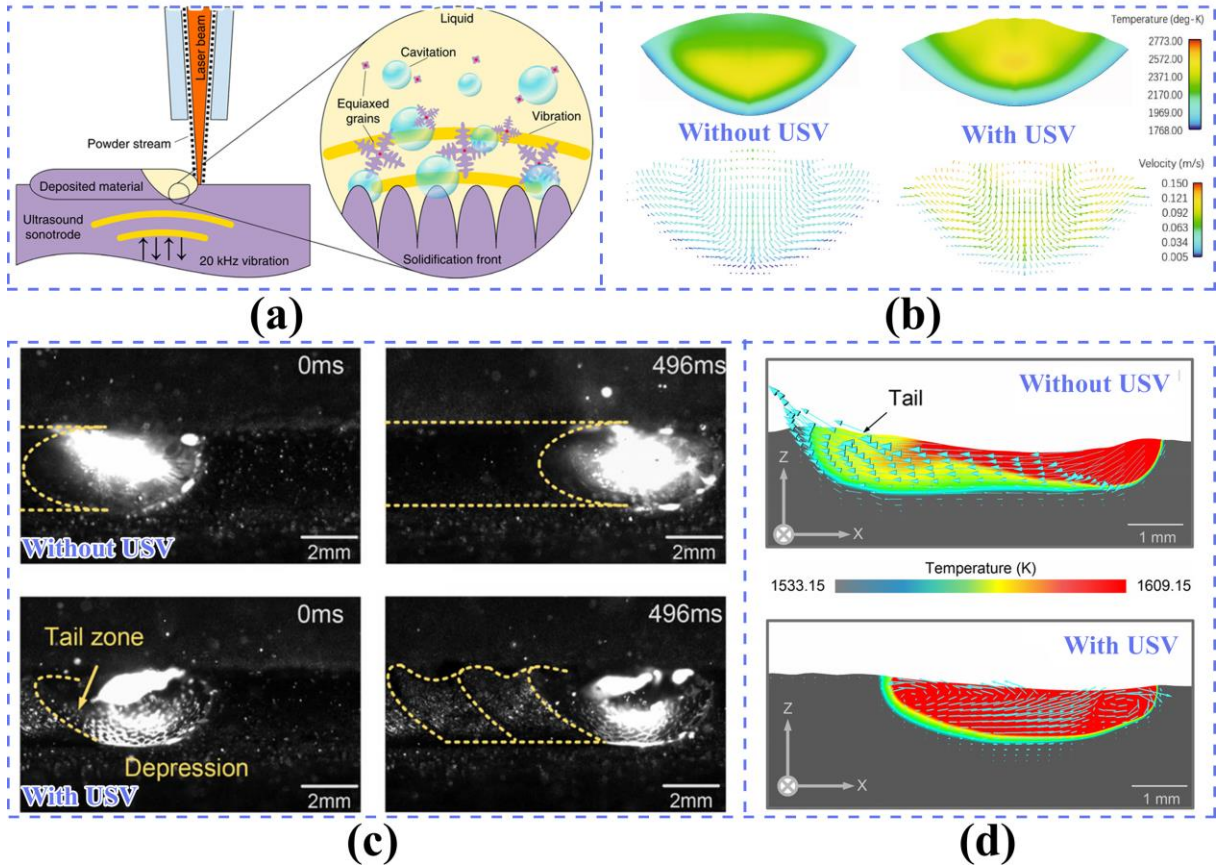 Laser beam
Powder stream
Deposited material
Ultrasound
sonotrode
20 kHz vibration
Liquid
Cavitation
Equiaxed
grains
Vibration
Solidification front
(a)
Temperature (deg-K)
2773.00
2572.00
2371.00
2170.00
1969.00
1768.00
Without USV
With USV
Velocity (m/s)
0.150
0.121
0.092
0.063
0.034
0.005
(b)
0ms
Without USV
2mm
496ms
2mm
0ms
Tail zone
Depression
With USV
2mm
496ms
2mm
(c)
Without USV
Tail
Z
X
1 mm
Temperature (K)
1533.15
1609.15
With USV
Z
X
1 mm
(d)